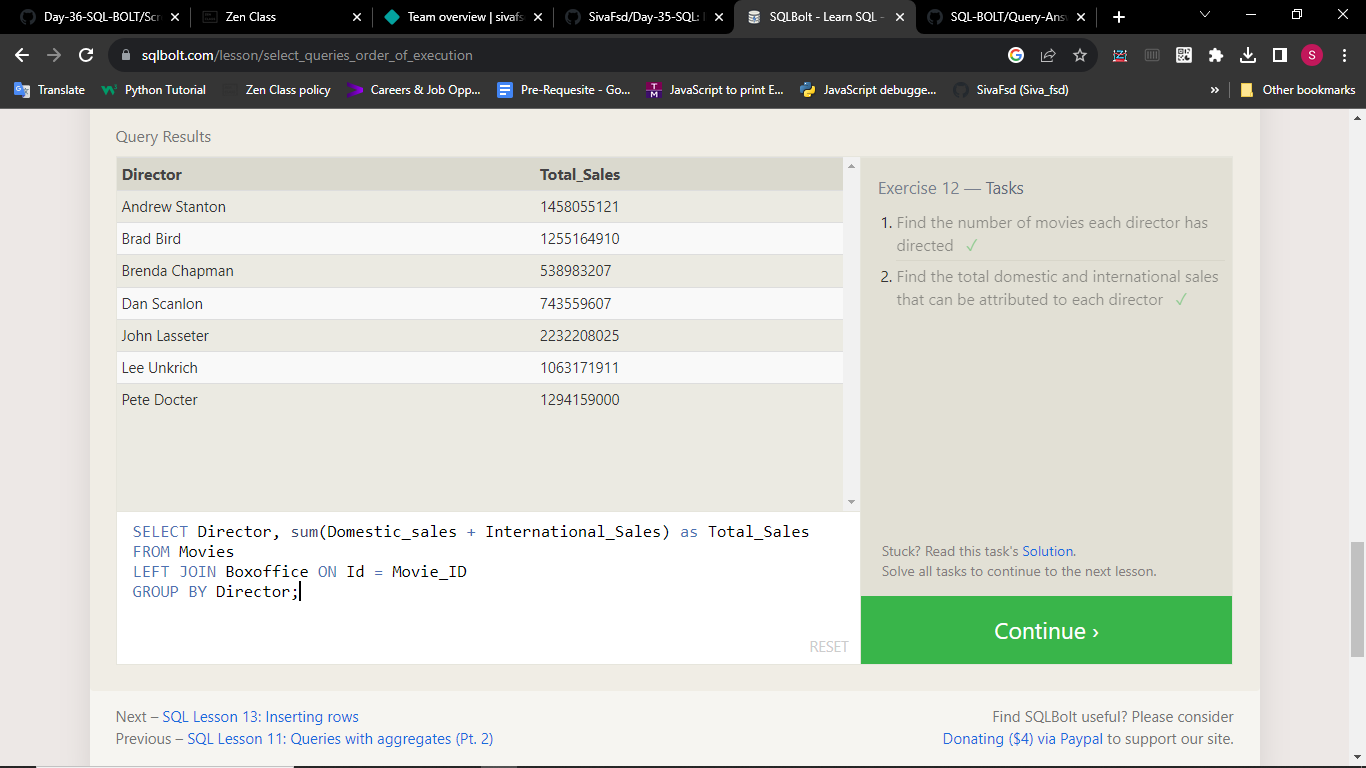 Day-36-SQL-BOLT/Scr
Zen Class
Team overview | sivafs
SivaFsd/Day-35-SQL:
SQLBolt - Learn SQL -
SQL-BOLT/Query-Ans
sqlbolt.com/lesson/select_queries_order_of_execution
S
Translate
Python Tutorial
Zen Class policy
Careers & Job Opp...
Pre-Requesite - Go...
JavaScript to print E...
JavaScript debugge...
SivaFsd (Siva_fsd)
»
Other bookmarks
Query Results
Director Total_Sales
Andrew Stanton 1458055121
Brad Bird 1255164910
Brenda Chapman 538983207
Dan Scanlon 743559607
John Lasseter 2232208025
Lee Unkrich 1063171911
Pete Docter 1294159000
SELECT Director, sum(Domestic_sales + International_Sales) as Total_Sales
FROM Movies
LEFT JOIN Boxoffice ON Id = Movie_ID
GROUP BY Director;
RESET
Exercise 12 — Tasks
1. Find the number of movies each director has
directed ✓
2. Find the total domestic and international sales
that can be attributed to each director ✓
Stuck? Read this task's Solution.
Solve all tasks to continue to the next lesson.
Continue ›
Next – SQL Lesson 13: Inserting rows
Previous – SQL Lesson 11: Queries with aggregates (Pt. 2)
Find SQLBolt useful? Please consider
Donating ($4) via Paypal to support our site.